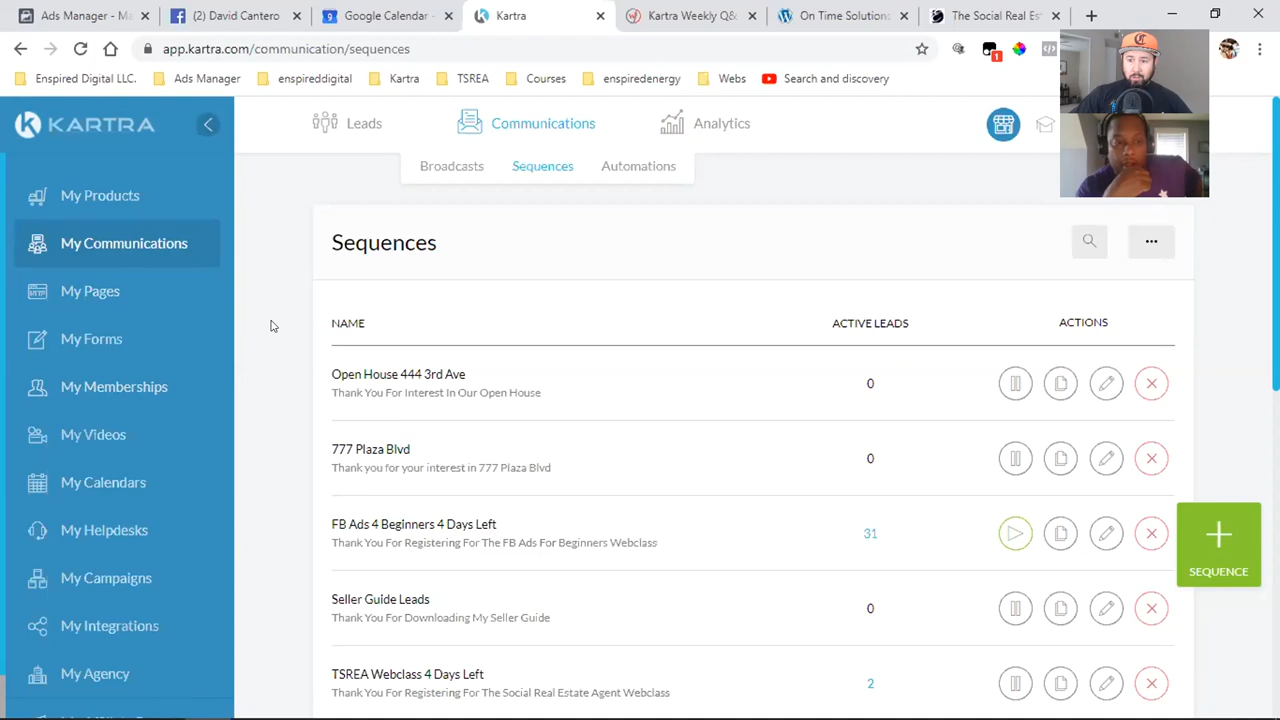 Ads Manager - Ma
(2) David Cantero
Google Calendar -
Kartra
Kartra Weekly Q&
On Time Solution
The Social Real Est
app.kartra.com/communication/sequences
1
Enspired Digital LLC.
Ads Manager
enspireddigital
Kartra
TSREA
Courses
enspiredenergy
Webs
Search and discovery
KARTRA
Leads
Communications
Analytics
Broadcasts
Sequences
Automations
My Products
My Communications
My Pages
My Forms
My Memberships
My Videos
My Calendars
My Helpdesks
My Campaigns
My Integrations
My Agency
Sequences
NAME
ACTIVE LEADS
ACTIONS
Open House 444 3rd Ave
Thank You For Interest In Our Open House
0
777 Plaza Blvd
Thank you for your interest in 777 Plaza Blvd
0
FB Ads 4 Beginners 4 Days Left
Thank You For Registering For The FB Ads For Beginners Webclass
31
SEQUENCE
Seller Guide Leads
Thank You For Downloading My Seller Guide
0
TSREA Webclass 4 Days Left
Thank You For Registering For The Social Real Estate Agent Webclass
2